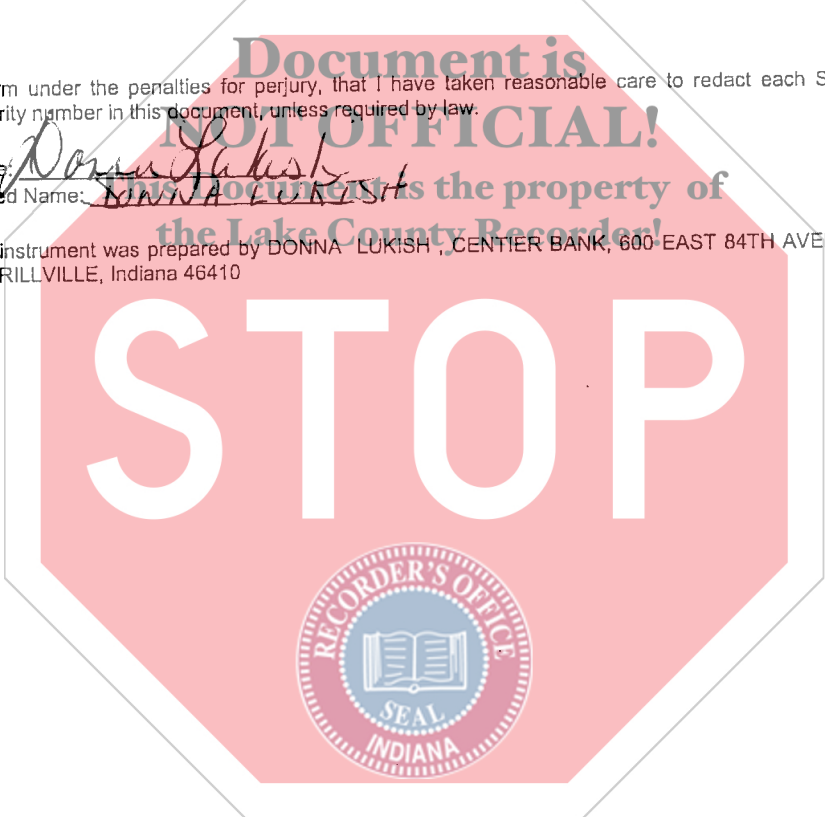 Document is
rm under the penalties for perjury, that I have taken reasonable care to redact each S
rity number in this document, unless required by law.
NOT OFFICIAL!
Donna Lukish
This Document is the property of
ed Name: DONNA LUKISH
the Lake County Recorder!
instrument was prepared by DONNA LUKISH , CENTIER BANK, 600 EAST 84TH AVE
RILLVILLE, Indiana 46410
STOP
RECORDER'S OFFICE
SEAL
INDIANA